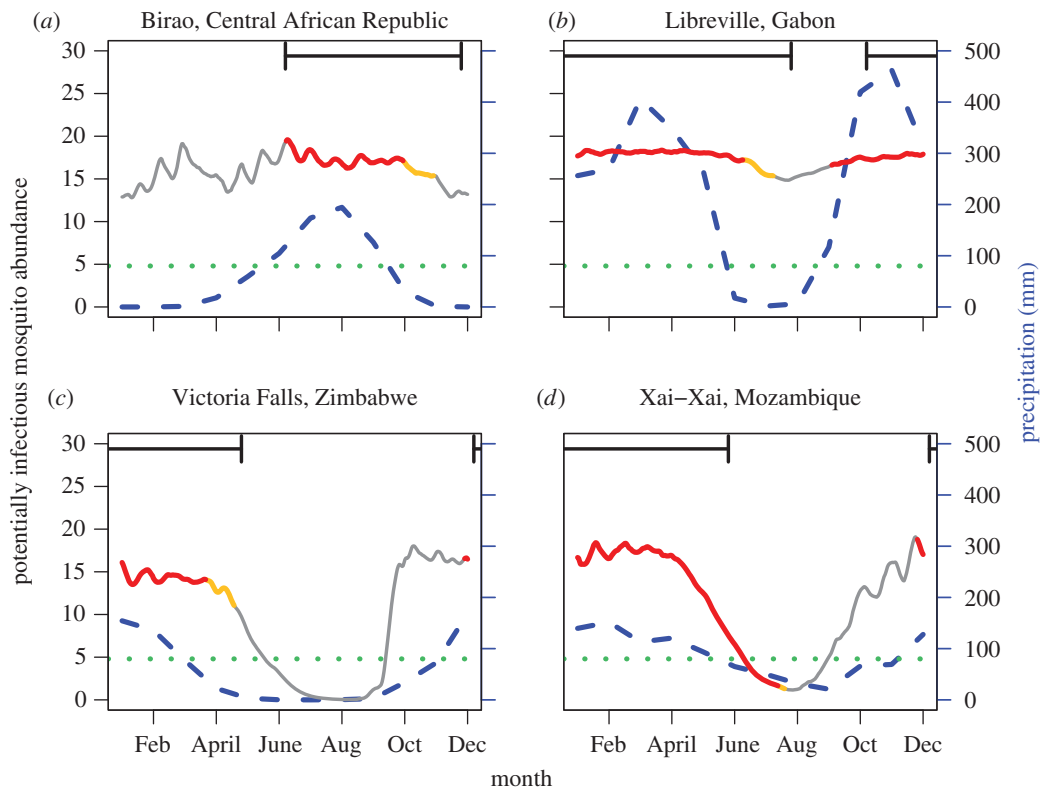 (a) Birao, Central African Republic
(b) Libreville, Gabon
30
25
20
15
10
5
0
500
400
300
200
100
0
(c) Victoria Falls, Zimbabwe
(d) Xai−Xai, Mozambique
30
25
20
15
10
5
0
500
400
300
200
100
0
Feb April June Aug Oct Dec
Feb April June Aug Oct Dec
month
potentially infectious mosquito abundance
precipitation (mm)